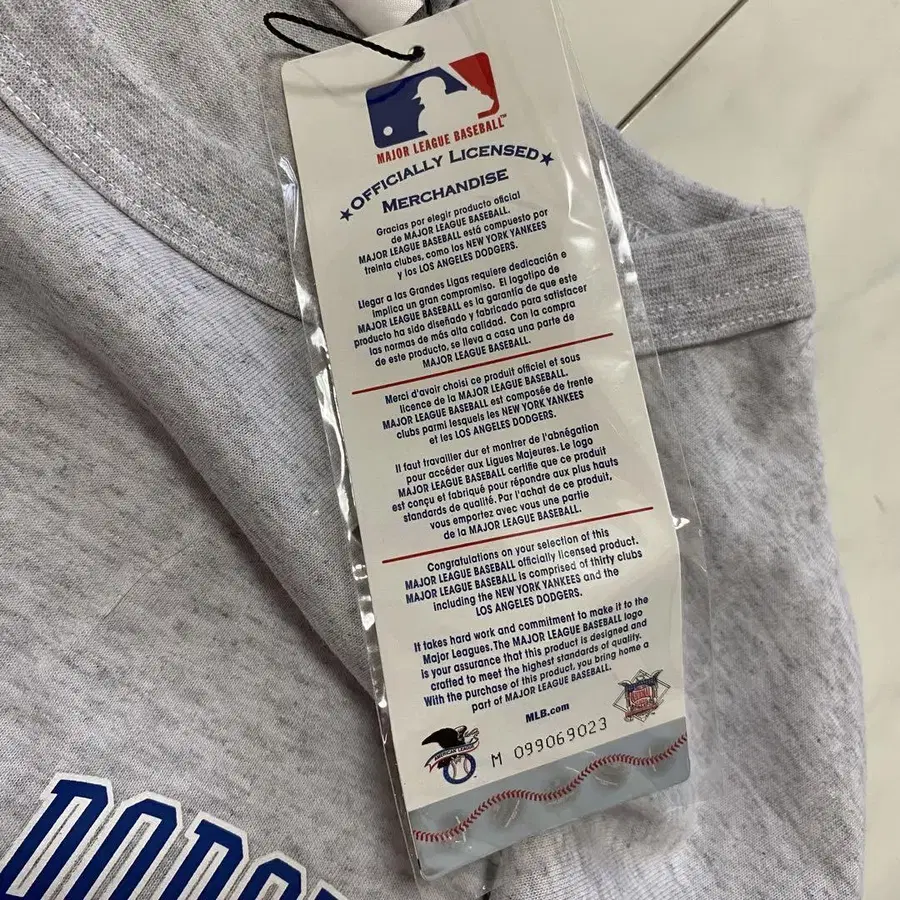 MAJOR LEAGUE BASEBALL™
★OFFICIALLY LICENSED★
MERCHANDISE
Gracias por elegir producto oficial
de MAJOR LEAGUE BASEBALL.
MAJOR LEAGUE BASEBALL está compuesto por
treinta clubes, como los NEW YORK YANKEES
y los LOS ANGELES DODGERS.
Llegar a las Grandes Ligas requiere dedicación e
implica un gran compromiso. El logotipo de
MAJOR LEAGUE BASEBALL es la garantía de que este
producto ha sido diseñado y fabricado para satisfacer
las normas de más alta calidad. Con la compra
de este producto, se lleva a casa una parte de
MAJOR LEAGUE BASEBALL.
Merci d'avoir choisi ce produit officiel et sous
licence de la MAJOR LEAGUE BASEBALL.
MAJOR LEAGUE BASEBALL est composée de trente
clubs parmi lesquels les NEW YORK YANKEES
et les LOS ANGELES DODGERS.
Il faut travailler dur et montrer de l'abnégation
pour accéder aux Ligues Majeures. Le logo
MAJOR LEAGUE BASEBALL certifie que ce produit
est conçu et fabriqué pour répondre aux plus hauts
standards de qualité. Par l'achat de ce produit,
vous emportez avec vous une partie
de la MAJOR LEAGUE BASEBALL.
Congratulations on your selection of this
MAJOR LEAGUE BASEBALL officially licensed product.
MAJOR LEAGUE BASEBALL is comprised of thirty clubs
including the NEW YORK YANKEES and the
LOS ANGELES DODGERS.
It takes hard work and commitment to make it to the
Major Leagues. The MAJOR LEAGUE BASEBALL logo
is your assurance that this product is designed and
crafted to meet the highest standards of quality.
With the purchase of this product, you bring home a
part of MAJOR LEAGUE BASEBALL.
MLB.com
AMERICAN LEAGUE
M 099069023